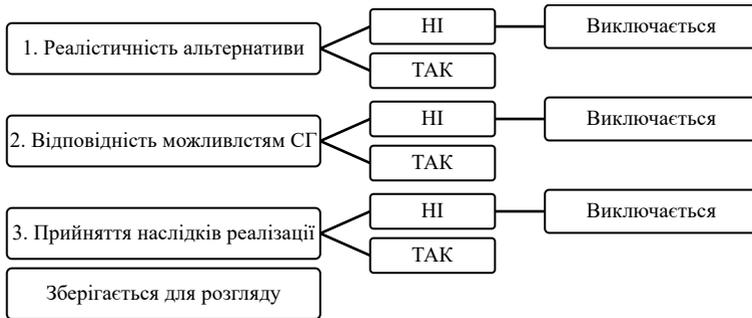 НІ
Виключається
1. Реалістичність альтернативи
ТАК
НІ
Виключається
2. Відповідність можливлстям СГ
ТАК
НІ
Виключається
3. Прийняття наслідків реалізації
ТАК
Зберігається для розгляду